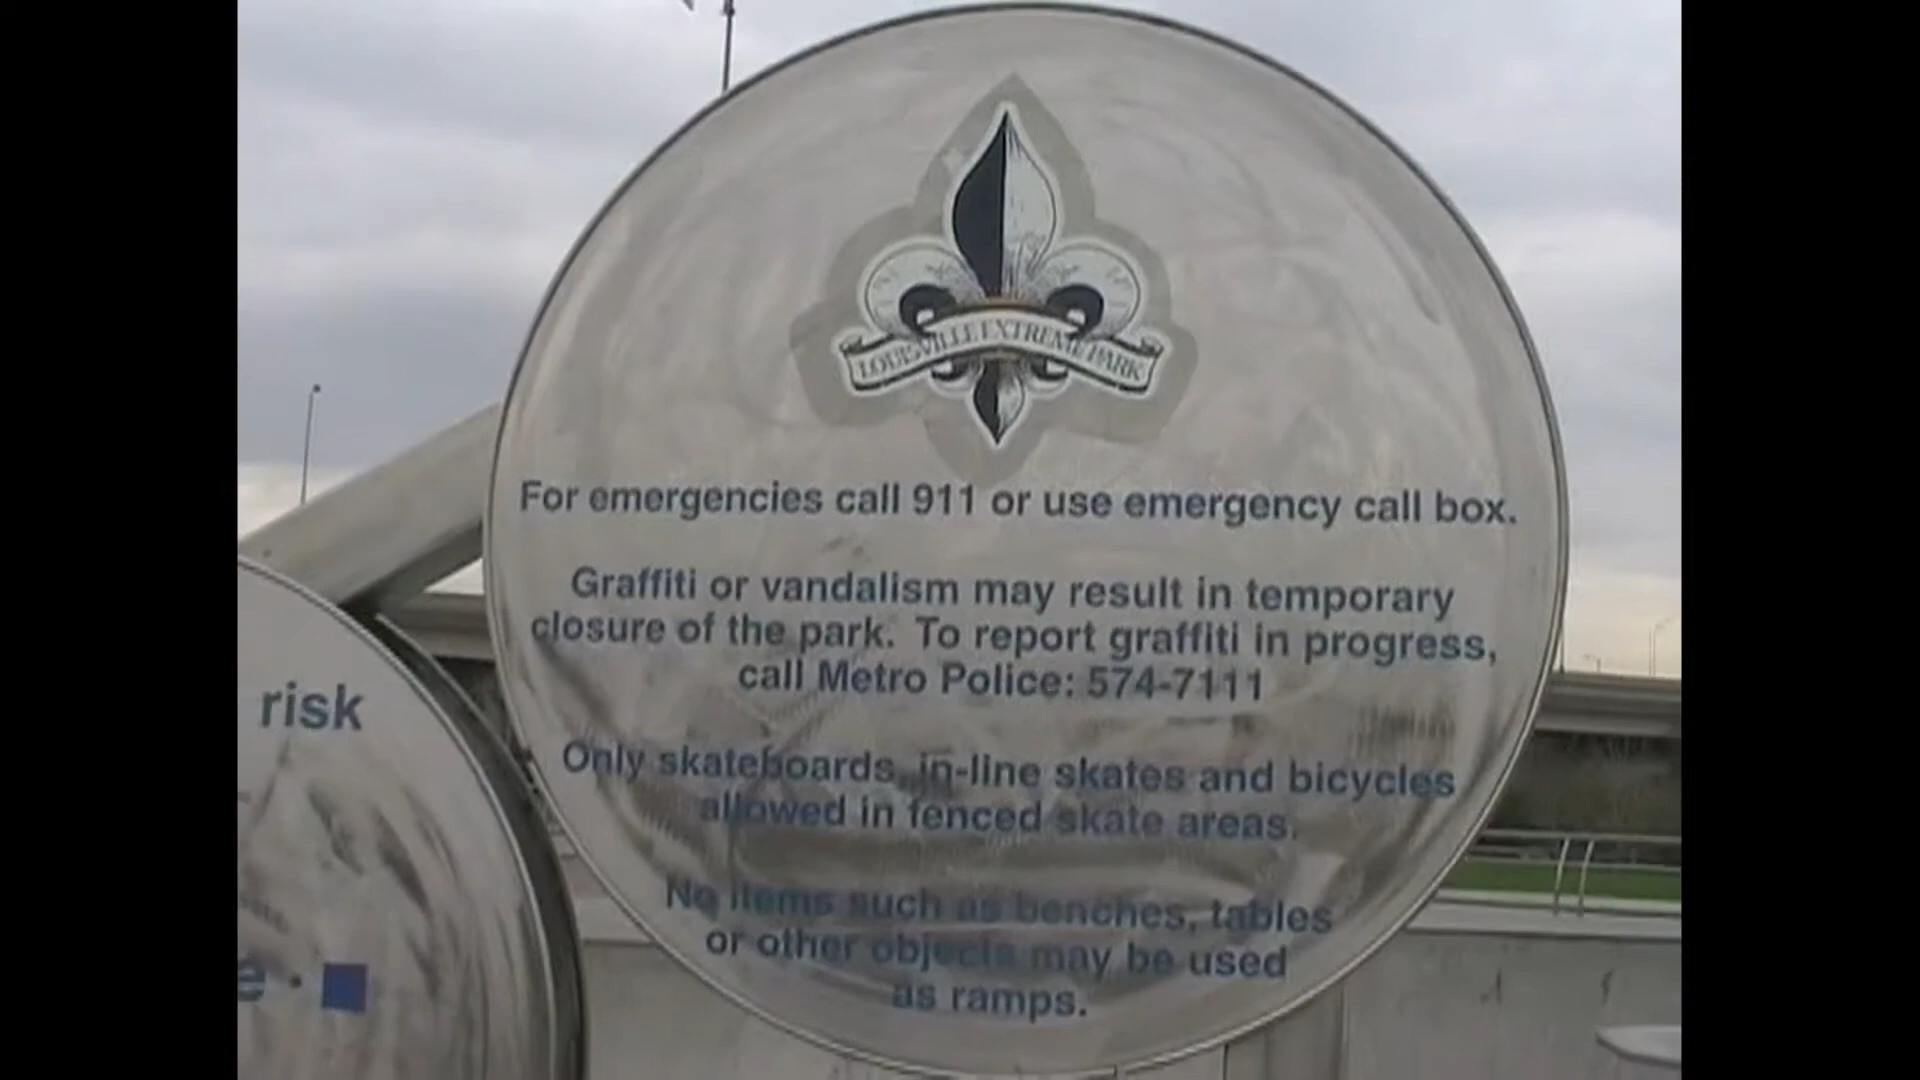 LOUISVILLE EXTREME PARK
For emergencies call 911 or use emergency call box.
Graffiti or vandalism may result in temporary
closure of the park. To report graffiti in progress,
call Metro Police: 574-7111
Only skateboards, in-line skates and bicycles
allowed in fenced skate areas.
No items such as benches, tables
or other objects may be used
as ramps.
risk
e